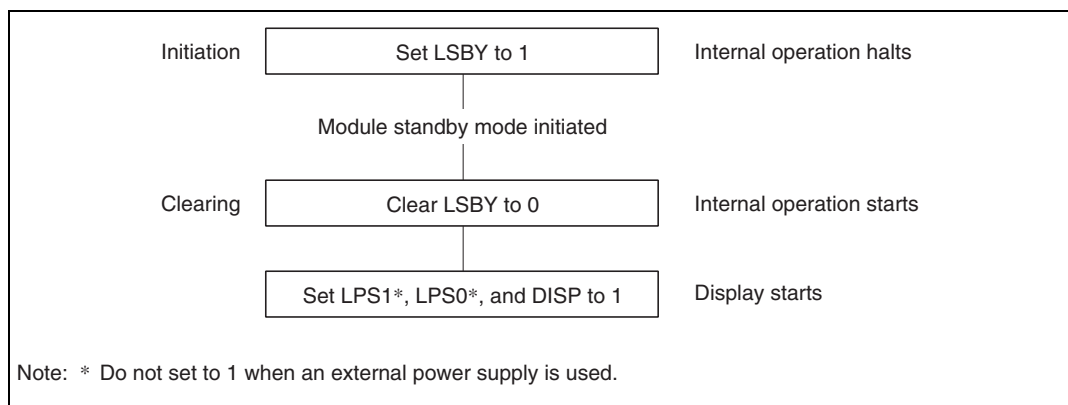 Initiation Set LSBY to 1 Internal operation halts
Module standby mode initiated
Clearing Clear LSBY to 0 Internal operation starts
Set LPS1*, LPS0*, and DISP to 1 Display starts
Note: * Do not set to 1 when an external power supply is used.